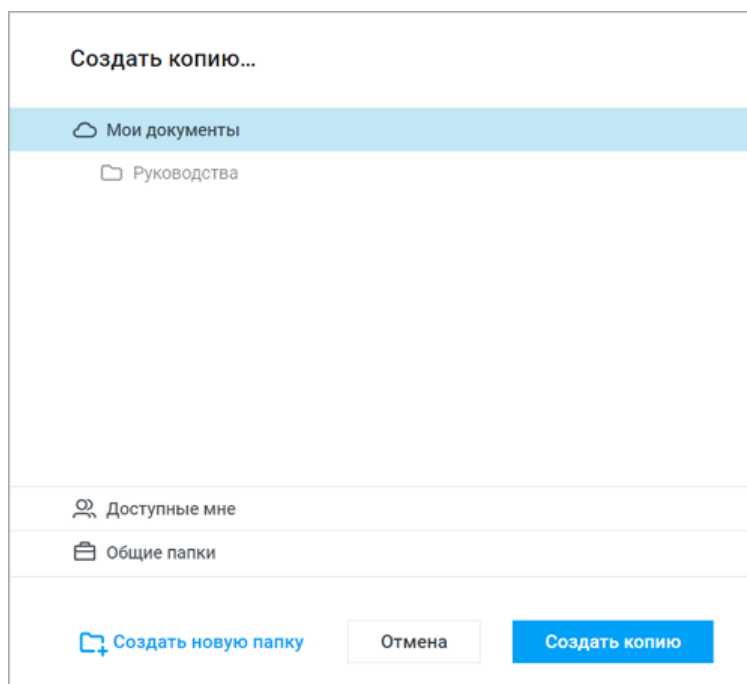 Создать копию...
Мои документы
Руководства
Доступные мне
Общие папки
Создать новую папку
Отмена
Создать копию